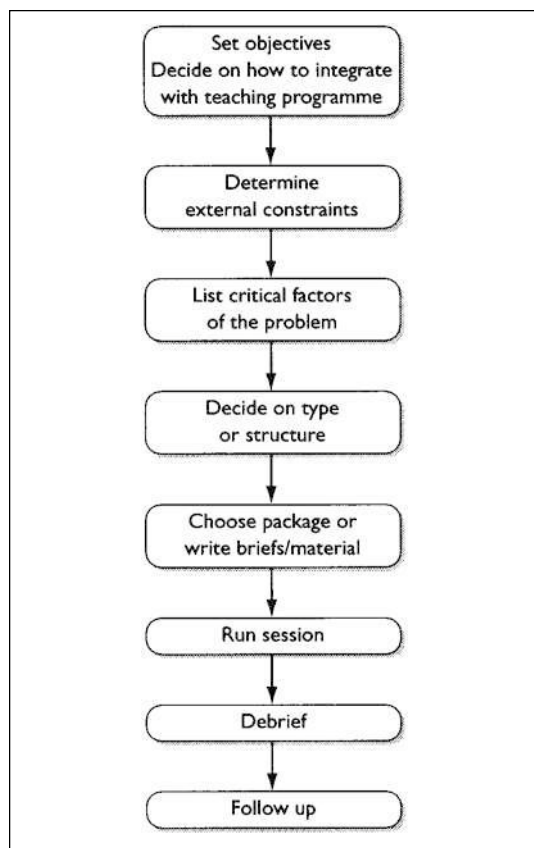 Set objectives
Decide on how to integrate
with teaching programme
Determine
external constraints
List critical factors
of the problem
Decide on type
or structure
Choose package or
write briefs/material
Run session
Debrief
Follow up